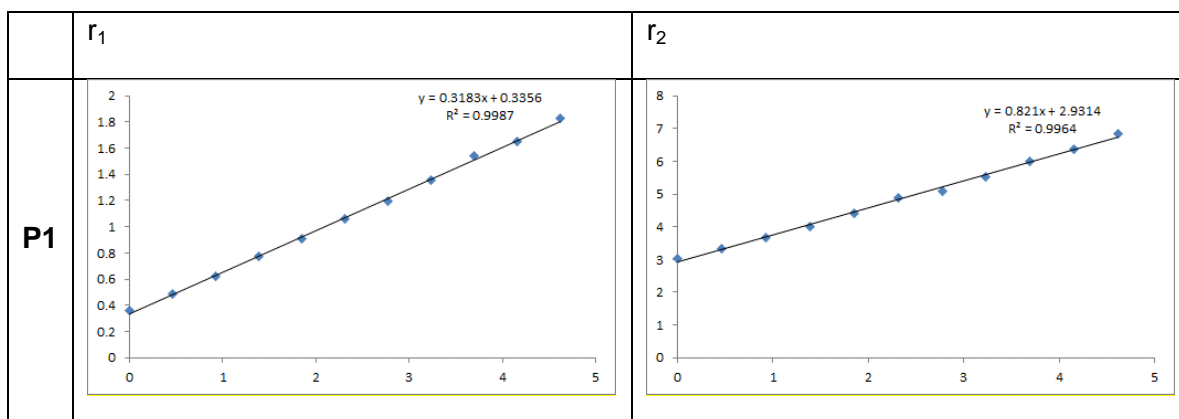 r₁
r₂
P1
y = 0.3183x + 0.3356
R² = 0.9987
2
1.8
1.6
1.4
1.2
1
0.8
0.6
0.4
0.2
0
0 1 2 3 4 5
y = 0.821x + 2.9314
R² = 0.9964
8
7
6
5
4
3
2
1
0
0 1 2 3 4 5